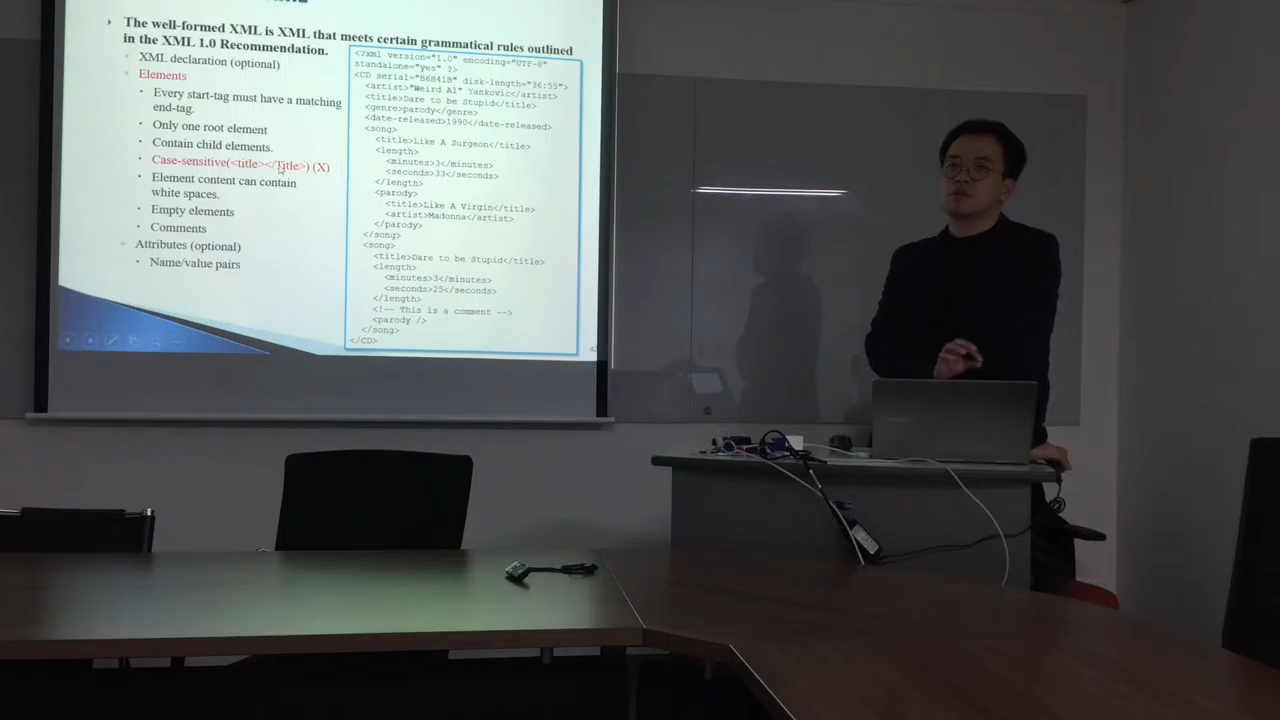 The well-formed XML is XML that meets certain grammatical rules outlined
in the XML 1.0 Recommendation.
XML declaration (optional)
Elements
Every start-tag must have a matching
end-tag.
Only one root element
Contain child elements.
Case-sensitive(<title></Title>) (X)
Element content can contain
white spaces.
Empty elements
Comments
Attributes (optional)
Name/value pairs
<?xml version="1.0" encoding="UTF-8"
standalone="yes" ?>
<CD serial="B6B41B" disk-length="36:55">
<artist>"Weird Al" Yankovic</artist>
<title>Dare to be Stupid</title>
<genre>parody</genre>
<date-released>1990</date-released>
<song>
<title>Like A Surgeon</title>
<length>
<minutes>3</minutes>
<seconds>33</seconds>
</length>
<parody>
<title>Like A Virgin</title>
<artist>Madonna</artist>
</parody>
</song>
<song>
<title>Dare to be Stupid</title>
<length>
<minutes>3</minutes>
<seconds>25</seconds>
</length>
<!-- This is a comment -->
<parody />
</song>
</CD>